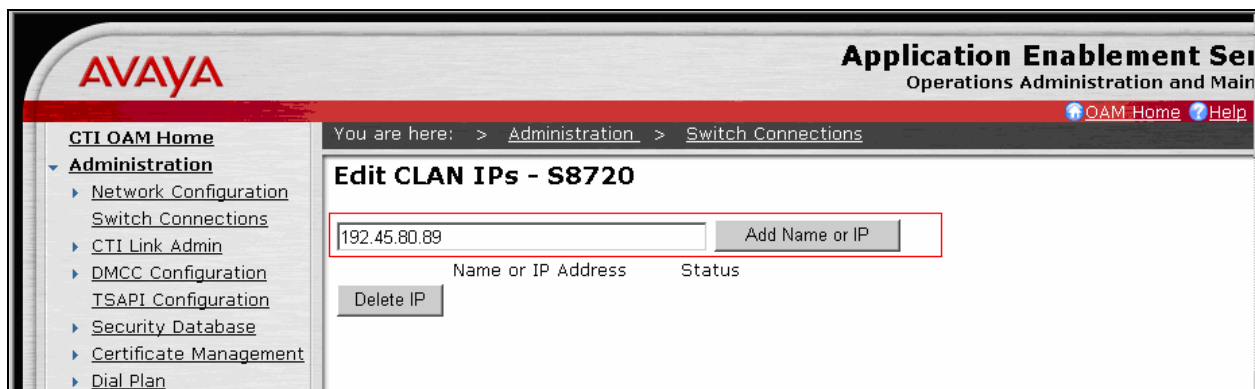 AVAYA
Application Enablement Ser
Operations Administration and Main
OAM Home Help
You are here: > Administration > Switch Connections
CTI OAM Home
Administration
Network Configuration
Switch Connections
CTI Link Admin
DMCC Configuration
TSAPI Configuration
Security Database
Certificate Management
Dial Plan
Edit CLAN IPs - S8720
192.45.80.89 Add Name or IP
Name or IP Address Status
Delete IP